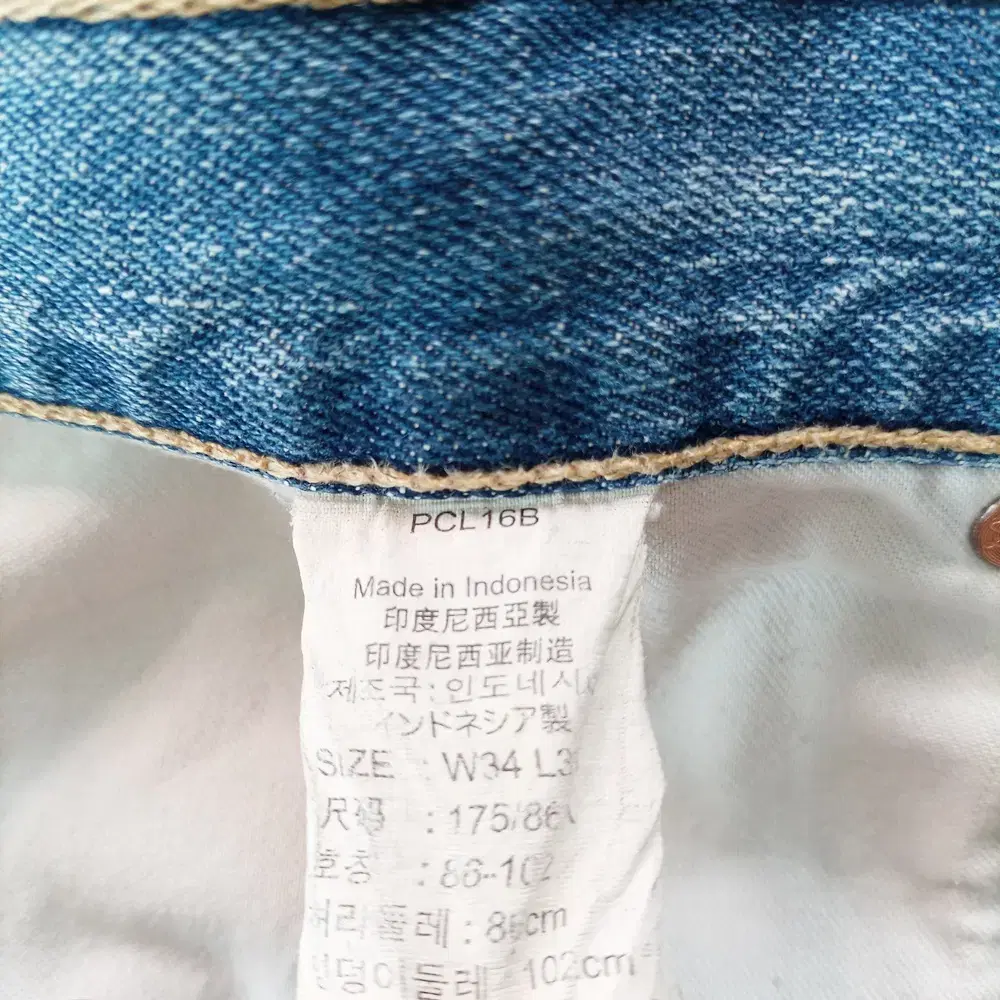 PCL16B
Made in Indonesia
印度尼西亞製
印度尼西亚制造
제조국: 인도네시아
インドネシア製
SIZE : W34
尺码 : 175/86
호칭 : 86-102
허리둘레 : 86cm
엉덩이둘레 102cm